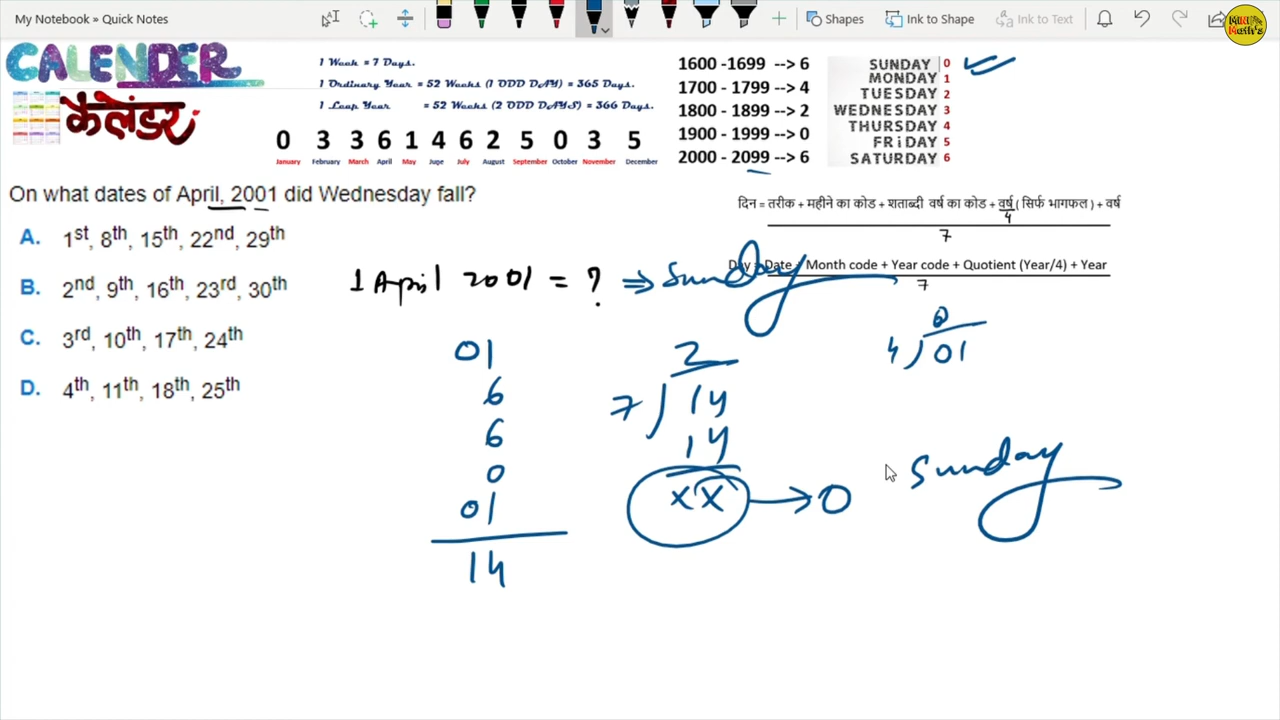 My Notebook » Quick Notes
Shapes
Ink to Shape
Ink to Text
MINI Math's
CALENDER
कैलेंडर
1 Week = 7 Days.
1 Ordinary Year = 52 Weeks (1 ODD DAY) = 365 Days.
1 Leap Year = 52 Weeks (2 ODD DAYS) = 366 Days.
0 3 3 6 1 4 6 2 5 0 3 5
January February March April May June July August September October November December
1600 -1699 --> 6
1700 - 1799 --> 4
1800 - 1899 --> 2
1900 - 1999 --> 0
2000 - 2099 --> 6
SUNDAY 0
MONDAY 1
TUESDAY 2
WEDNESDAY 3
THURSDAY 4
FRiDAY 5
SATURDAY 6
On what dates of April, 2001 did Wednesday fall?
A. 1st, 8th, 15th, 22nd, 29th
B. 2nd, 9th, 16th, 23rd, 30th
C. 3rd, 10th, 17th, 24th
D. 4th, 11th, 18th, 25th
दिन = तरीक + महीने का कोड + शताब्दी वर्ष का कोड + वर्ष ( सिर्फ भागफल ) + वर्ष
4
7
Day = Date + Month code + Year code + Quotient (Year/4) + Year
7
1 April 2001 = ? ⇒ Sunday
01
6
6
0
01
14
2
7 ) 14
14
x x → 0
Sunday
0
4 ) 01